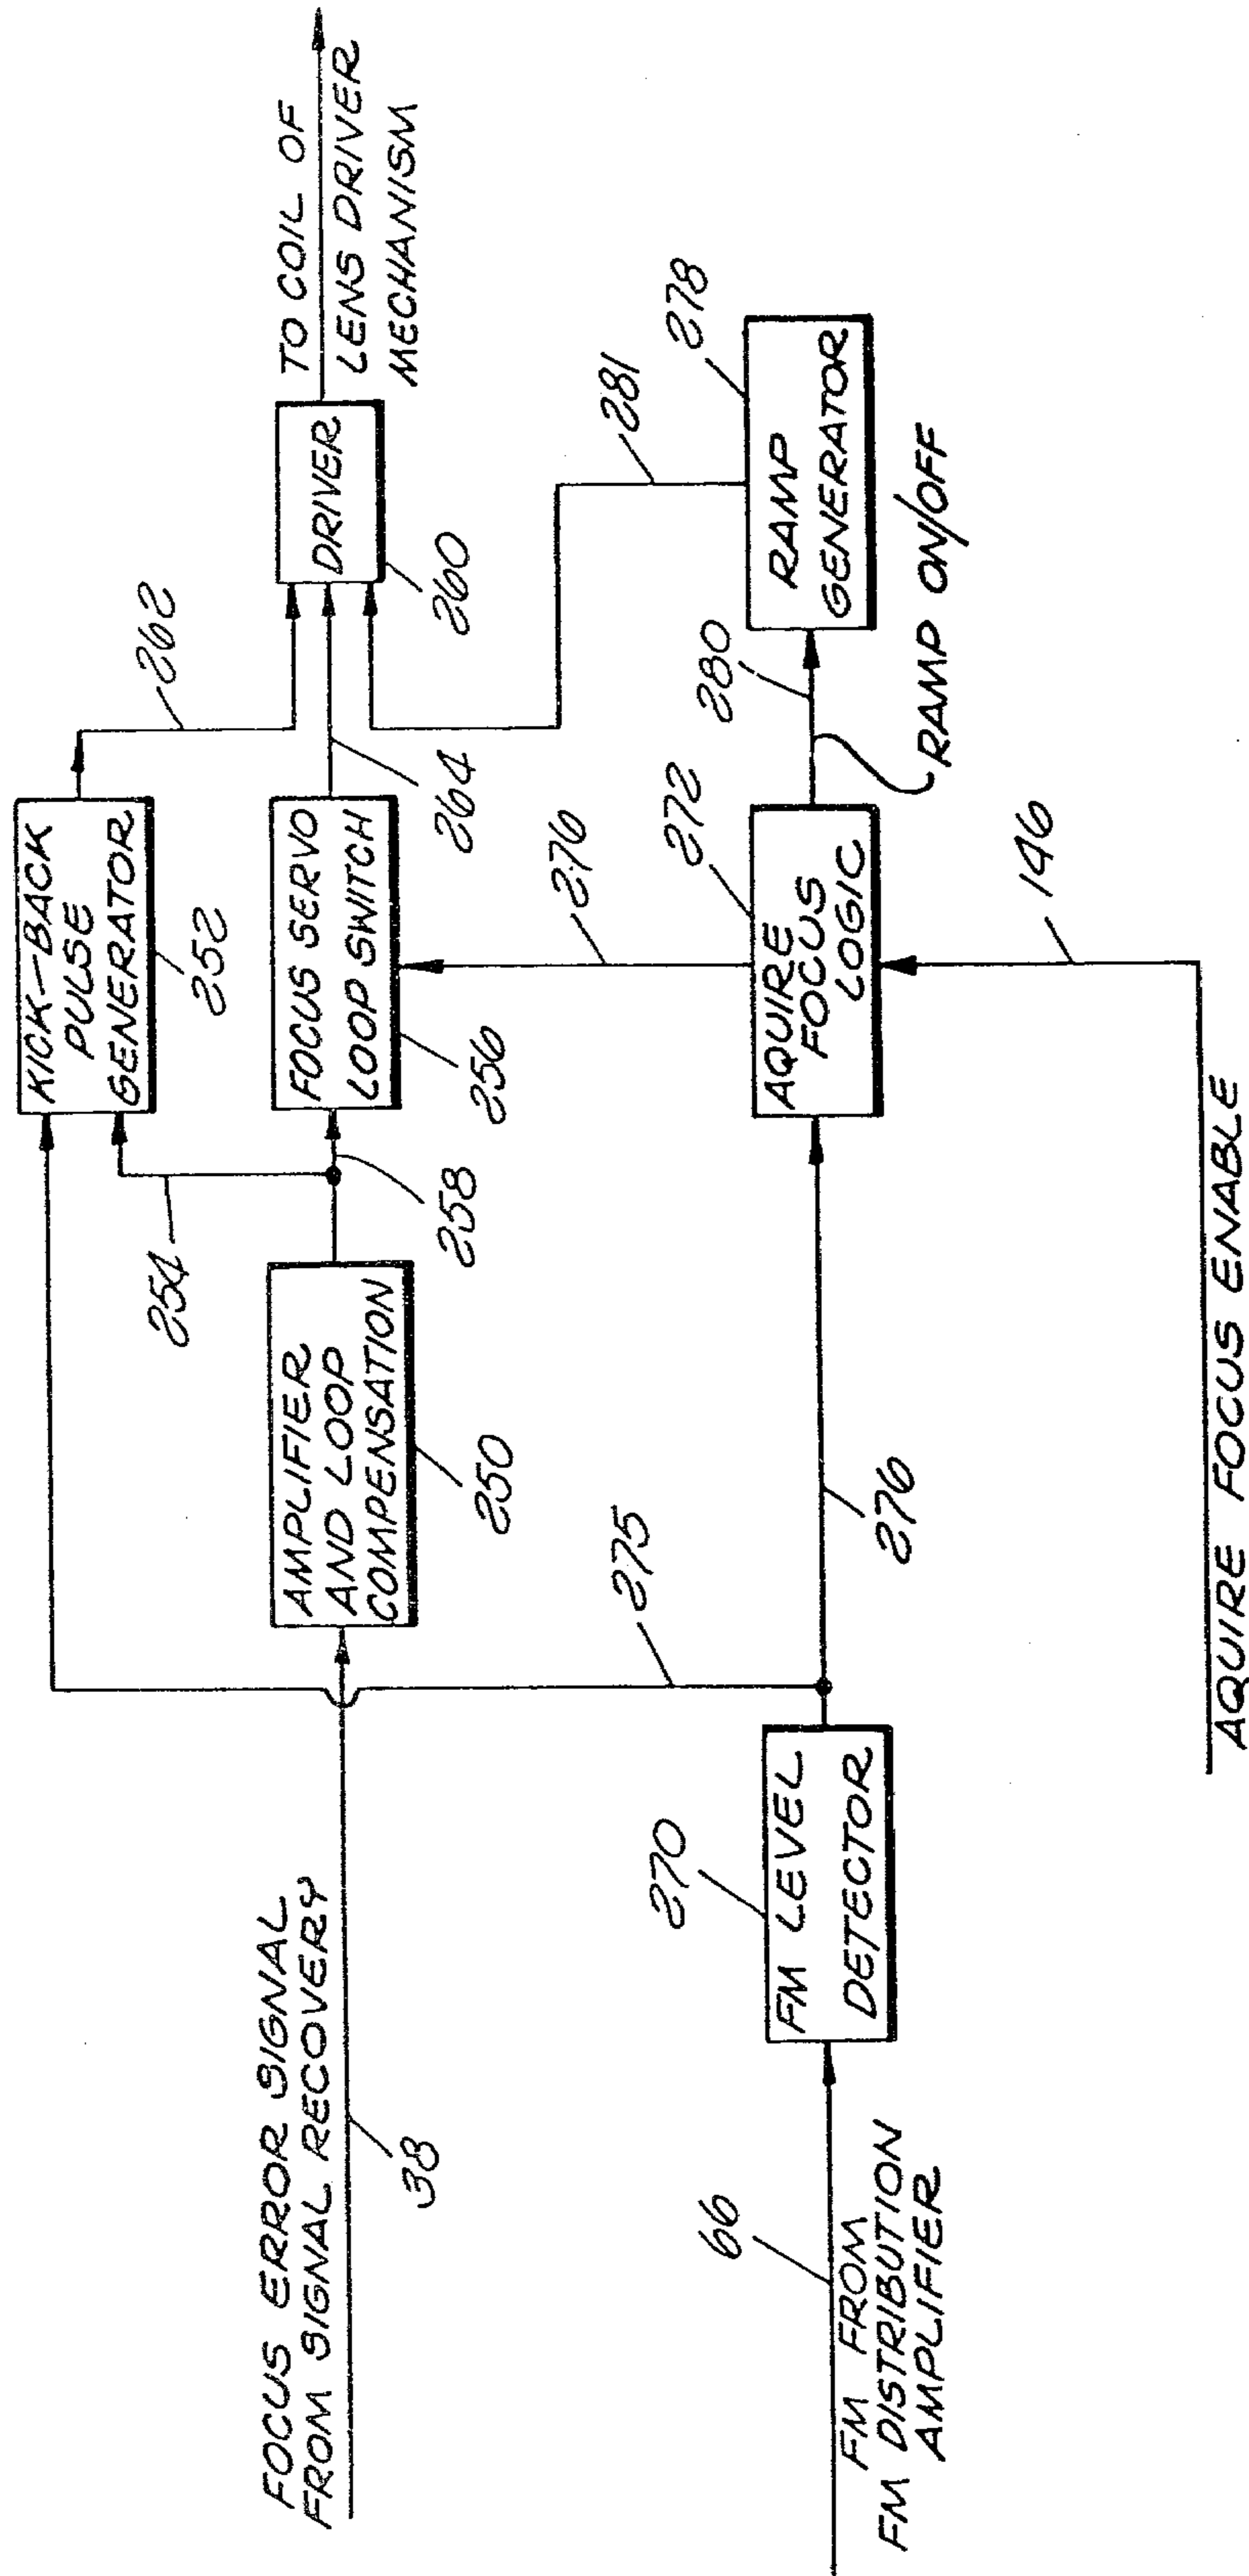 KICK-BACK
PULSE
GENERATOR
252
262
254
FOCUS ERROR SIGNAL
FROM SIGNAL RECOVERY
38
AMPLIFIER
AND LOOP
COMPENSATION
250
258
FOCUS SERVO
LOOP SWITCH
256
264
DRIVER
260
TO COIL OF
LENS DRIVER
MECHANISM
275
276
281
FM FROM
FM DISTRIBUTION
AMPLIFIER
66
FM LEVEL
DETECTOR
270
276
AQUIRE
FOCUS
LOGIC
272
280
RAMP ON/OFF
RAMP
GENERATOR
278
146
AQUIRE FOCUS ENABLE